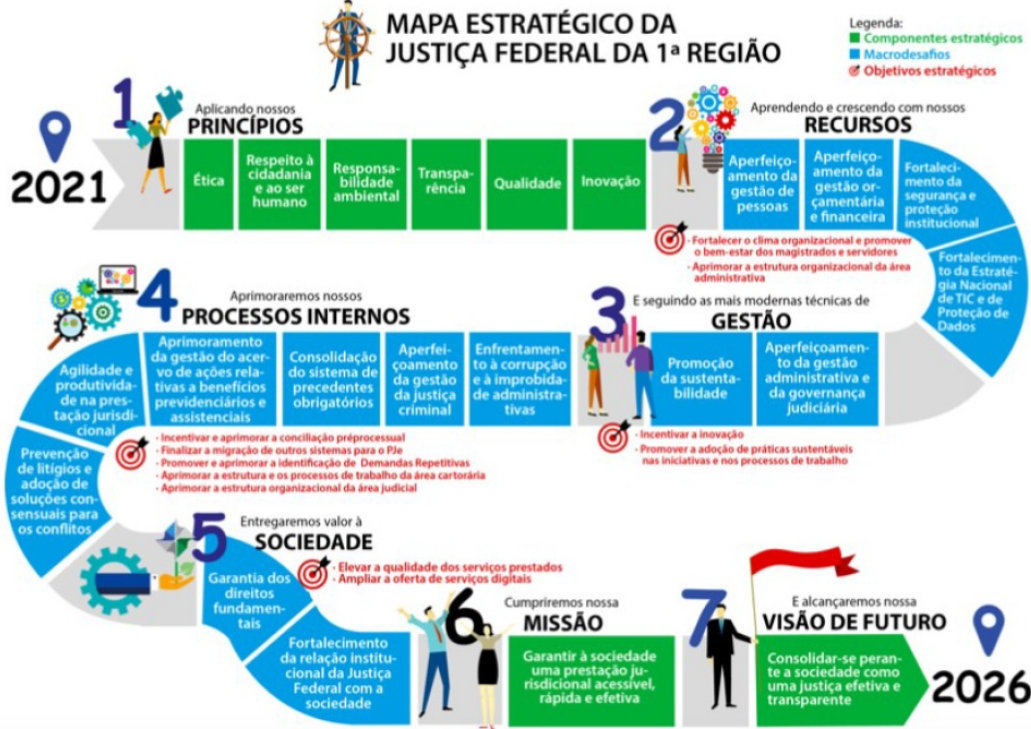 MAPA ESTRATÉGICO DA
JUSTIÇA FEDERAL DA 1ª REGIÃO
Legenda:
Componentes estratégicos
Macrodesafios
Objetivos estratégicos
2021
1
Aplicando nossos
PRINCÍPIOS
Ética
Respeito à
cidadania
e ao ser
humano
Responsa-
bilidade
ambiental
Transpa-
rência
Qualidade
Inovação
2
Aprendendo e crescendo com nossos
RECURSOS
Aperfeiço-
amento da
gestão de
pessoas
Aperfeiço-
amento da
gestão or-
çamentária
e financeira
Fortaleci-
mento da
segurança e
proteção
institucional
Fortalecimen-
to da Estraté-
gia Nacional
de TIC e de
Proteção de
Dados
· Fortalecer o clima organizacional e promover
o bem-estar dos magistrados e servidores
· Aprimorar a estrutura organizacional da área
administrativa
3
E seguindo as mais modernas técnicas de
GESTÃO
Promoção
da sustenta-
bilidade
Aperfeiçoamen-
to da gestão
administrativa e
da governança
judiciária
· Incentivar a inovação
· Promover a adoção de práticas sustentáveis
nas iniciativas e nos processos de trabalho
4
Aprimoraremos nossos
PROCESSOS INTERNOS
Enfrentamen-
to à corrupção
e à improbida-
de administra-
tivas
Aperfei-
çoamento
da gestão
da justiça
criminal
Consolidação
do sistema de
precedentes
obrigatórios
Aprimoramento
da gestão do acer-
vo de ações rela-
tivas a benefícios
previdenciários e
assistenciais
Agilidade e
produtivida-
de na pres-
tação jurisdi-
cional
Prevenção
de litígios e
adoção de
soluções con-
sensuais para
os conflitos
· Incentivar e aprimorar a conciliação préprocessual
· Finalizar a migração de outros sistemas para o PJe
· Promover e aprimorar a identificação de Demandas Repetitivas
· Aprimorar a estrutura e os processos de trabalho da área cartorária
· Aprimorar a estrutura organizacional da área judicial
5
Entregaremos valor à
SOCIEDADE
Garantia dos
direitos
fundamen-
tais
Fortalecimento
da relação institu-
cional da Justiça
Federal com a
sociedade
· Elevar a qualidade dos serviços prestados
· Ampliar a oferta de serviços digitais
6
Cumpriremos nossa
MISSÃO
Garantir à sociedade
uma prestação ju-
risdicional acessível,
rápida e efetiva
7
E alcançaremos nossa
VISÃO DE FUTURO
Consolidar-se peran-
te a sociedade como
uma justiça efetiva e
transparente
2026